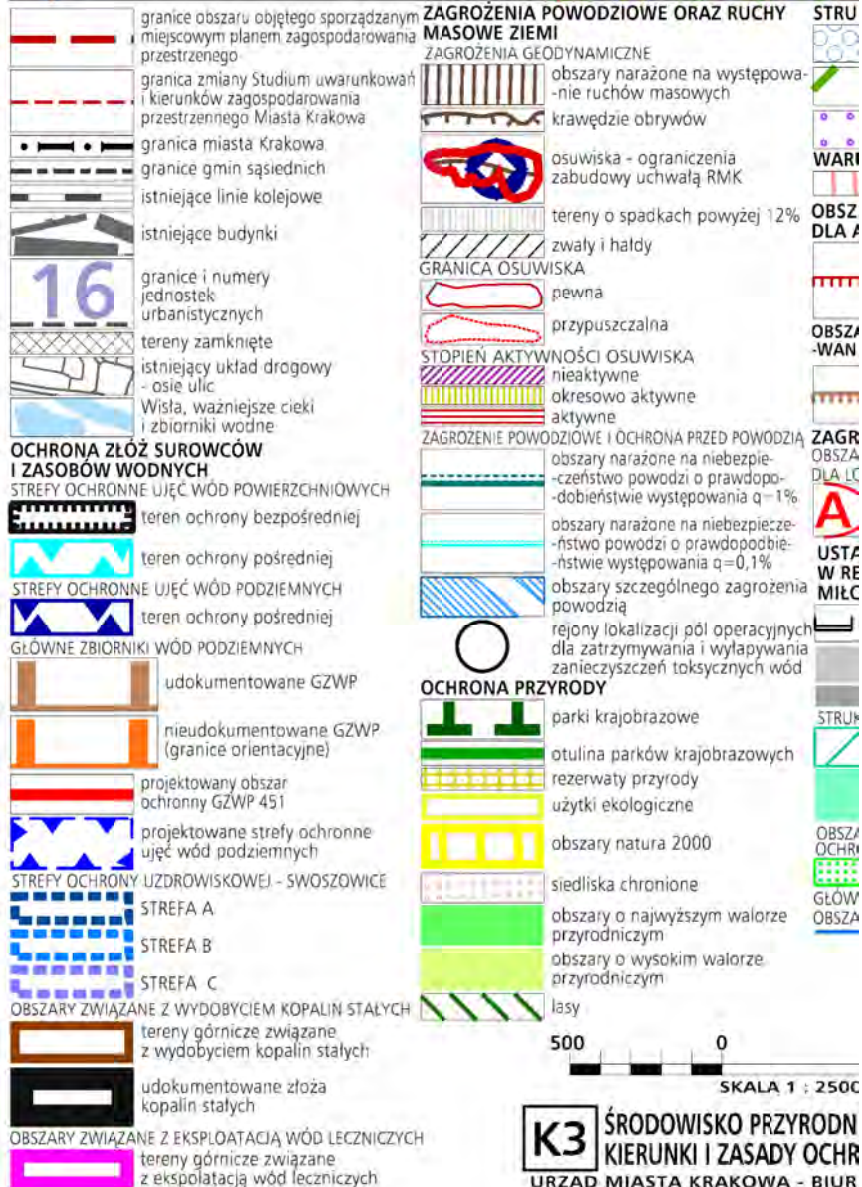 granice obszaru objętego sporządzanym
miejscowym planem zagospodarowania
przestrzenego
granica zmiany Studium uwarunkowań
i kierunków zagospodarowania
przestrzennego Miasta Krakowa
granica miasta Krakowa
granice gmin sąsiednich
istniejące linie kolejowe
istniejące budynki
16
granice i numery
jednostek
urbanistycznych
tereny zamknięte
istniejący układ drogowy
- osie ulic
Wisła, ważniejsze cieki
i zbiorniki wodne
OCHRONA ZŁÓŻ SUROWCÓW
I ZASOBÓW WODNYCH
STREFY OCHRONNE UJĘĆ WÓD POWIERZCHNIOWYCH
teren ochrony bezpośredniej
teren ochrony pośredniej
STREFY OCHRONNE UJĘĆ WÓD PODZIEMNYCH
teren ochrony pośredniej
GŁÓWNE ZBIORNIKI WÓD PODZIEMNYCH
udokumentowane GZWP
nieudokumentowane GZWP
(granice orientacyjne)
projektowany obszar
ochronny GZWP 451
projektowane strefy ochronne
ujęć wód podziemnych
STREFY OCHRONY UZDROWISKOWEJ - SWOSZOWICE
STREFA A
STREFA B
STREFA C
OBSZARY ZWIĄZANE Z WYDOBYCIEM KOPALIN STAŁYCH
tereny górnicze związane
z wydobyciem kopalin stałych
udokumentowane złoża
kopalin stałych
OBSZARY ZWIĄZANE Z EKSPLOATACJĄ WÓD LECZNICZYCH
tereny górnicze związane
z ekspolatacją wód leczniczych
ZAGROŻENIA POWODZIOWE ORAZ RUCHY
MASOWE ZIEMI
ZAGROŻENIA GEODYNAMICZNE
obszary narażone na występowa-
-nie ruchów masowych
krawędzie obrywów
osuwiska - ograniczenia
zabudowy uchwałą RMK
tereny o spadkach powyżej 12%
zwały i hałdy
GRANICA OSUWISKA
pewna
przypuszczalna
STOPIEŃ AKTYWNOŚCI OSUWISKA
nieaktywne
okresowo aktywne
aktywne
ZAGROŻENIE POWODZIOWE I OCHRONA PRZED POWODZIĄ
obszary narażone na niebezpie-
-czeństwo powodzi o prawdopo-
-dobieństwie występowania q=1%
obszary narażone na niebezpiecze-
-ństwo powodzi o prawdopodbie-
-ństwie występowania q=0,1%
obszary szczególnego zagrożenia
powodzią
rejony lokalizacji pól operacyjnych
dla zatrzymywania i wyłapywania
zanieczyszczeń toksycznych wód
OCHRONA PRZYRODY
parki krajobrazowe
otulina parków krajobrazowych
rezerwaty przyrody
użytki ekologiczne
obszary natura 2000
siedliska chronione
obszary o najwyższym walorze
przyrodniczym
obszary o wysokim walorze
przyrodniczym
lasy
500 0
SKALA 1 : 2500
K3
ŚRODOWISKO PRZYRODN
KIERUNKI I ZASADY OCHR
URZĄD MIASTA KRAKOWA - BIUR
STRU
WARU
OBSZ
DLA A
OBSZA
-WAN
ZAGR
OBSZA
DLA LO
A
USTA
W RE
MIŁO
STRUK
OBSZA
OCHRO
GŁÓW
OBSZA